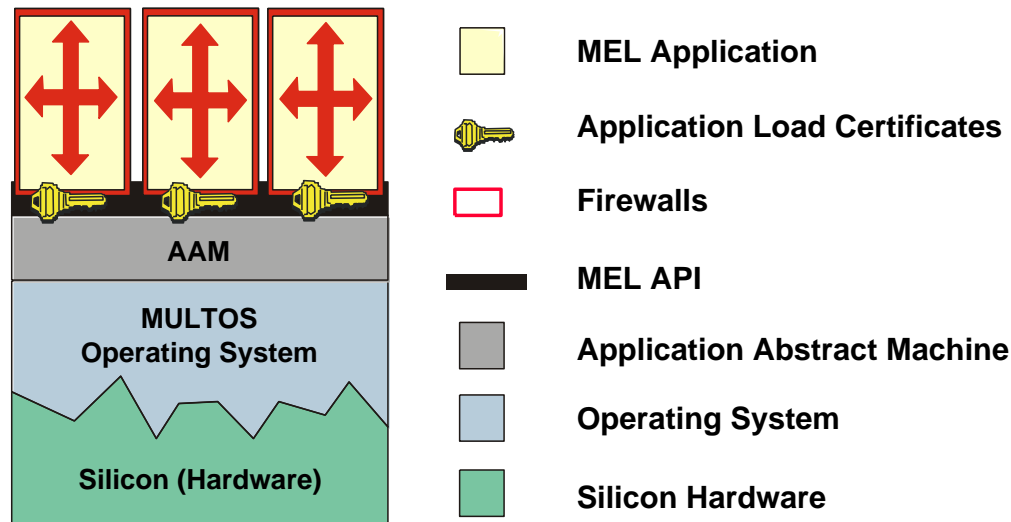 AAM
MULTOS
Operating System
Silicon (Hardware)
MEL Application
Application Load Certificates
Firewalls
MEL API
Application Abstract Machine
Operating System
Silicon Hardware